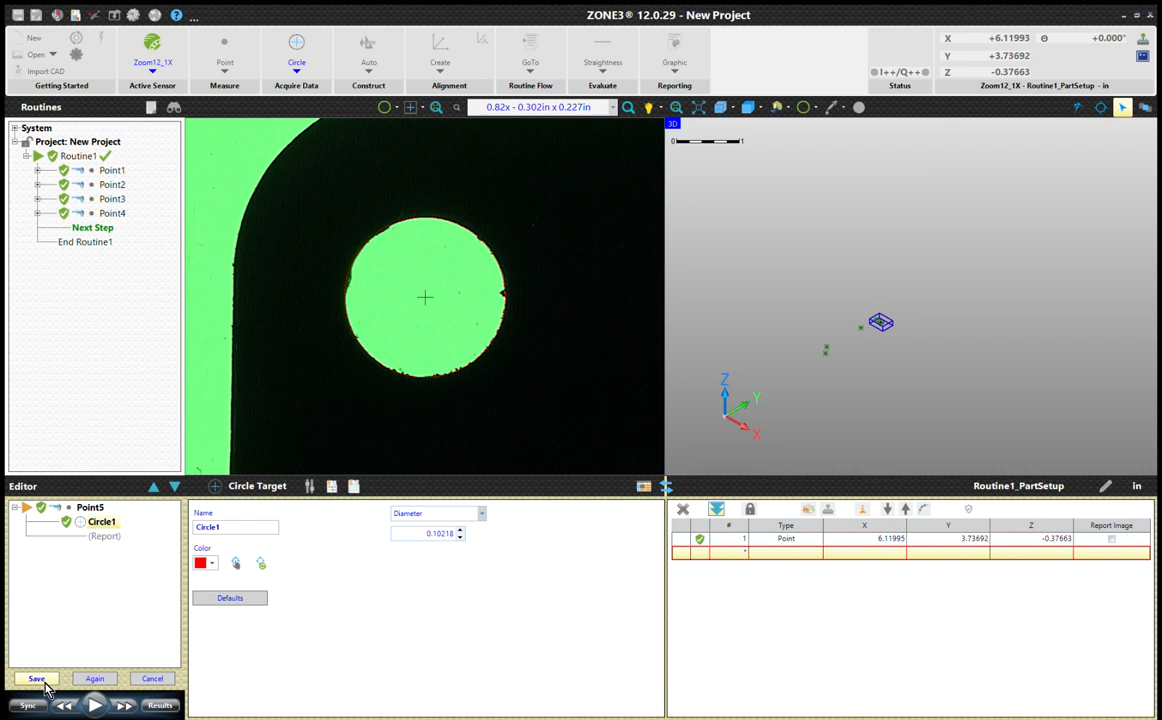 ZONE3® 12.0.29 - New Project
...
New
Open
Import CAD
Getting Started
Zoom12_1X
Active Sensor
Point
Measure
Circle
Acquire Data
Auto
Construct
Create
Alignment
GoTo
Routine Flow
Straightness
Evaluate
Graphic
Reporting
I++/Q++
Status
X +6.11993 Θ +0.000°
Y +3.73692
Z -0.37663
Zoom12_1X - Routine1_PartSetup - in
Routines
0.82x - 0.302in x 0.227in
System
Project: New Project
Routine1
Point1
Point2
Point3
Point4
Next Step
End Routine1
3D
0 1
Z
Y
X
Editor
Circle Target
Routine1_PartSetup in
Point5
Circle1
(Report)
Name
Circle1
Color
Defaults
Diameter
0.10218
# Type X Y Z Report Image
1 Point 6.11995 3.73692 -0.37663
*
Save Again Cancel
Sync Results